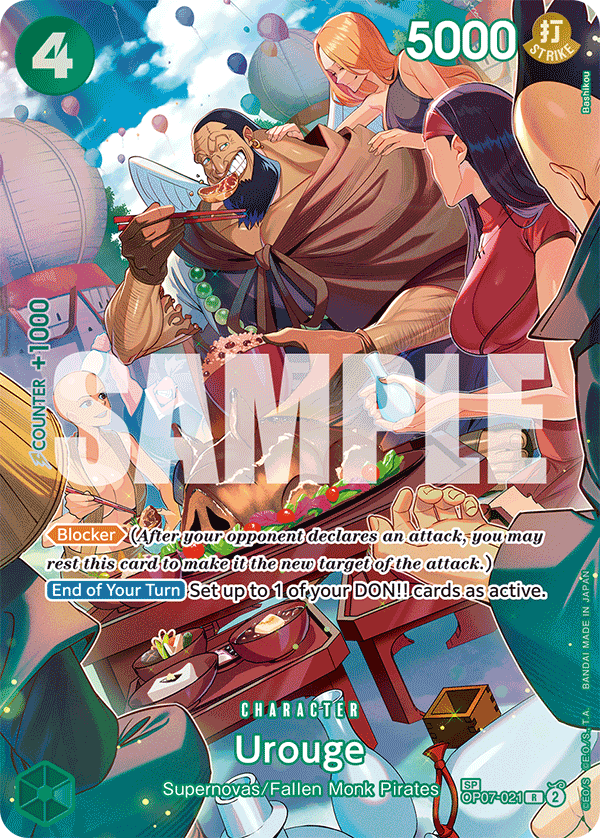 4
5000
打
STRIKE
Bashikou
COUNTER +1000
SAMPLE
Blocker (After your opponent declares an attack, you may
rest this card to make it the new target of the attack.)
End of Your Turn Set up to 1 of your DON!! cards as active.
CHARACTER
Urouge
Supernovas/Fallen Monk Pirates
SP
OP07-021 R 2
©E.O/S. ©E.O/S.,T.A. BANDAI MADE IN JAPAN